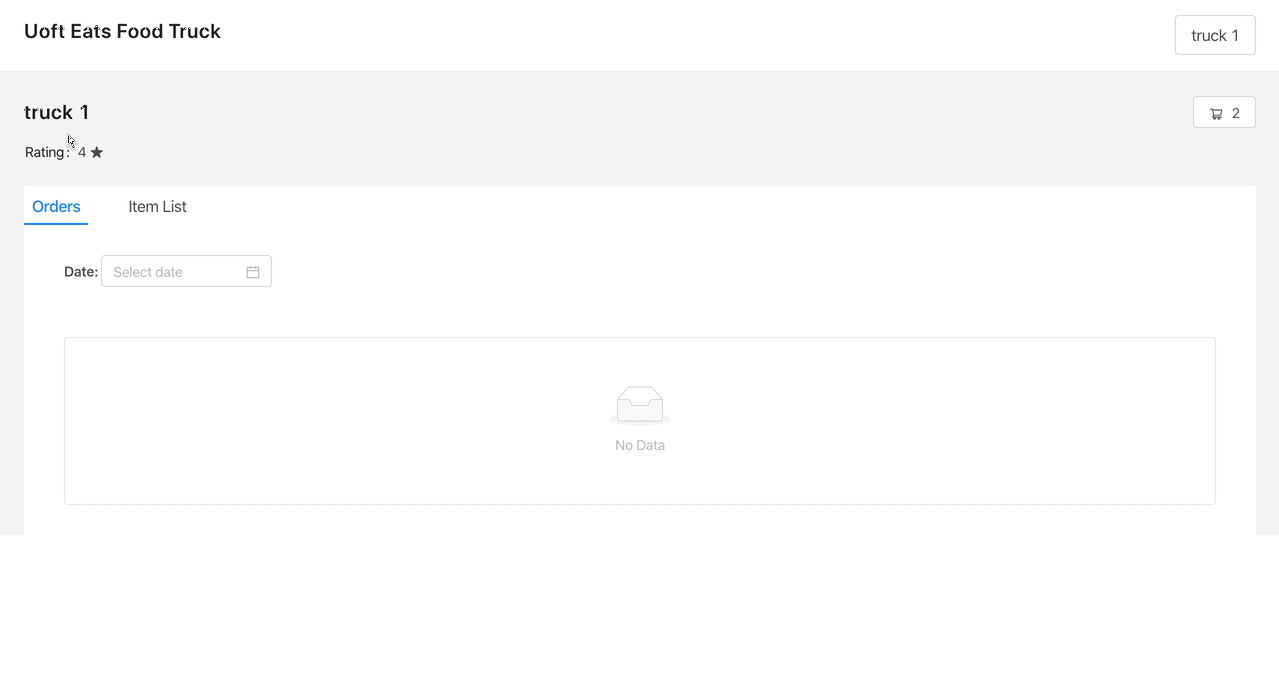 Uoft Eats Food Truck
truck 1
truck 1
2
Rating: 4 ★
Orders
Item List
Date: Select date
No Data